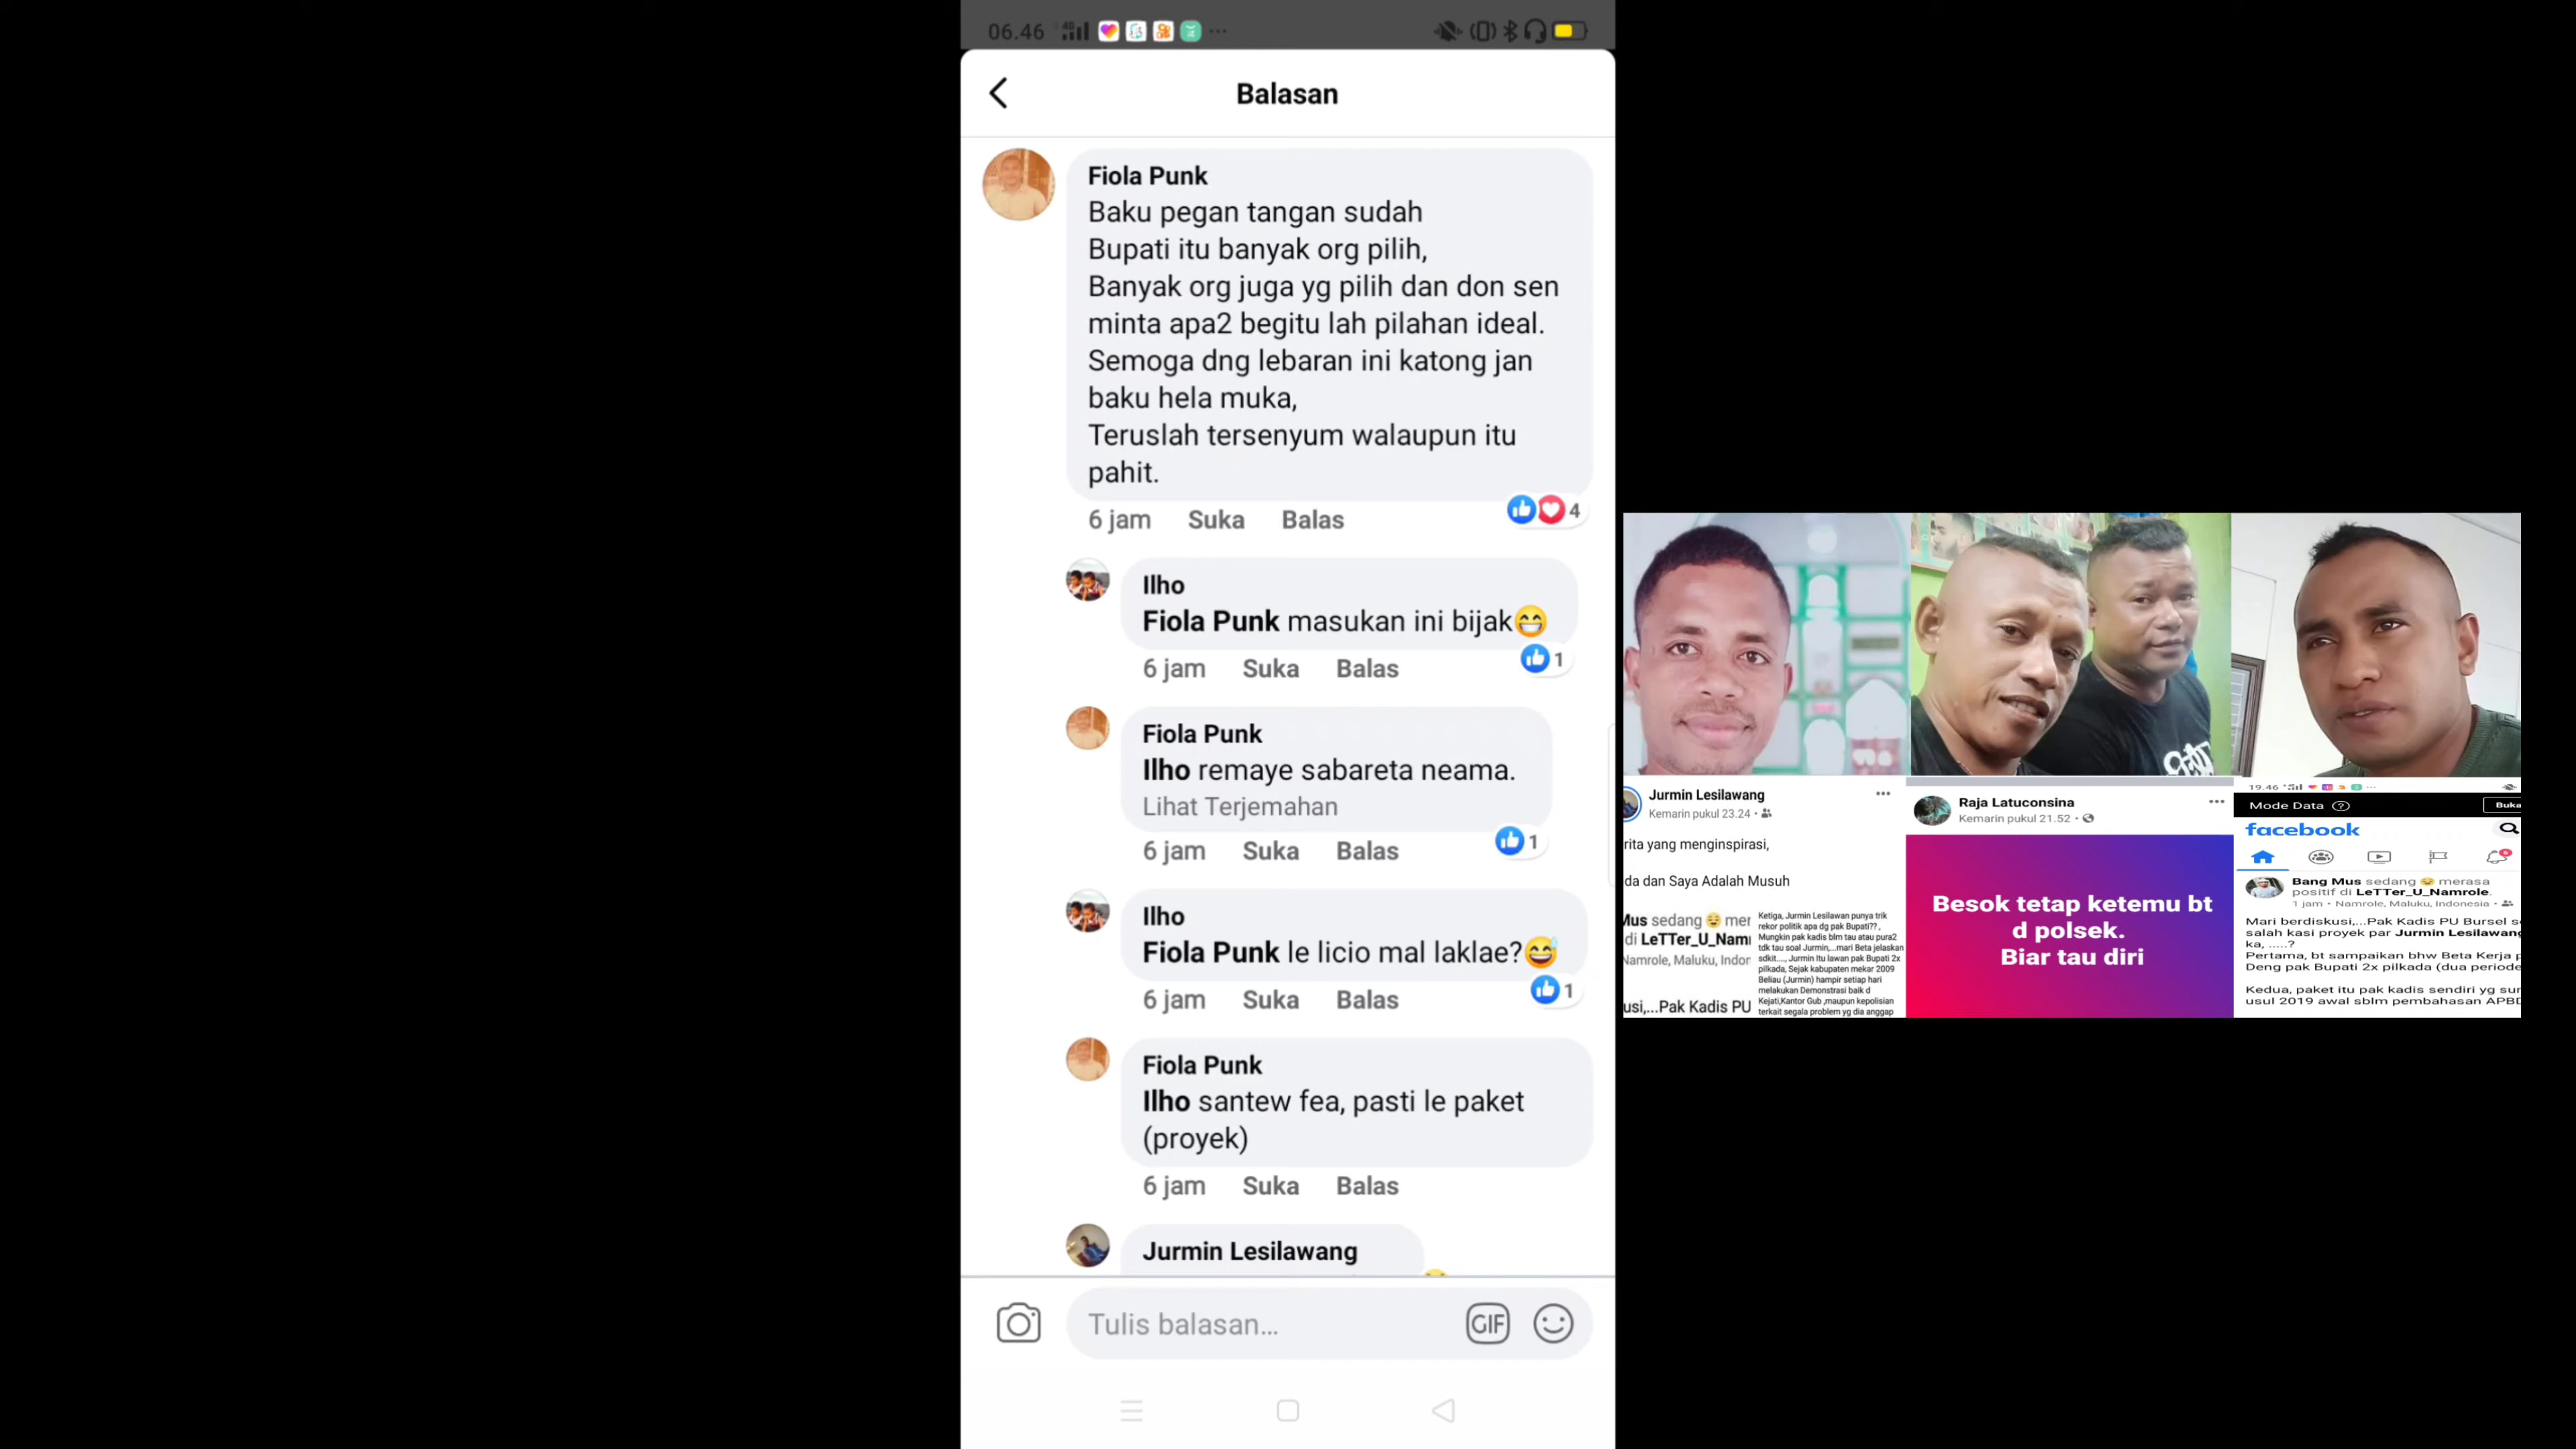 06.46
Balasan
Fiola Punk
Baku pegan tangan sudah
Bupati itu banyak org pilih,
Banyak org juga yg pilih dan don sen
minta apa2 begitu lah pilahan ideal.
Semoga dng lebaran ini katong jan
baku hela muka,
Teruslah tersenyum walaupun itu
pahit.
4
6 jam Suka Balas
Ilho
Fiola Punk masukan ini bijak😁
6 jam Suka Balas 1
Fiola Punk
Ilho remaye sabareta neama.
Lihat Terjemahan
6 jam Suka Balas 1
Ilho
Fiola Punk le licio mal laklae?😅
6 jam Suka Balas 1
Fiola Punk
Ilho santew fea, pasti le paket
(proyek)
6 jam Suka Balas
Jurmin Lesilawang
Tulis balasan...
GIF
Jurmin Lesilawang
Kemarin pukul 23.24
rita yang menginspirasi,
da dan Saya Adalah Musuh
Mus sedang 😌 mer
di LeTTer_U_Nam
Namrole, Maluku, Indon
usi,...Pak Kadis PU
Ketiga, Jurmin Lesilawan punya trik
rekor politik apa dg pak Bupati?? ,
Mungkin pak kadis blm tau atau pura2
tdk tau soal Jurmin,...mari Beta jelaskan
sdkit...., Jurmin Itu lawan pak Bupati 2x
pilkada, Sejak kabupaten mekar 2009
Beliau (Jurmin) hampir setiap hari
melakukan Demonstrasi baik d
Kejati,Kantor Gub ,maupun kepolisian
terkait segala problem yg dia anggap
Raja Latuconsina
Kemarin pukul 21.52
Besok tetap ketemu bt
d polsek.
Biar tau diri
19.46
Mode Data
Buka
facebook
Bang Mus sedang 😌 merasa
positif di LeTTer_U_Namrole.
1 jam • Namrole, Maluku, Indonesia
Mari berdiskusi,...Pak Kadis PU Bursel s
salah kasi proyek par Jurmin Lesilawang
ka, .....?
Pertama, bt sampaikan bhw Beta Kerja p
Deng pak Bupati 2x pilkada (dua periode
Kedua, paket itu pak kadis sendiri yg sur
usul 2019 awal sblm pembahasan APBD